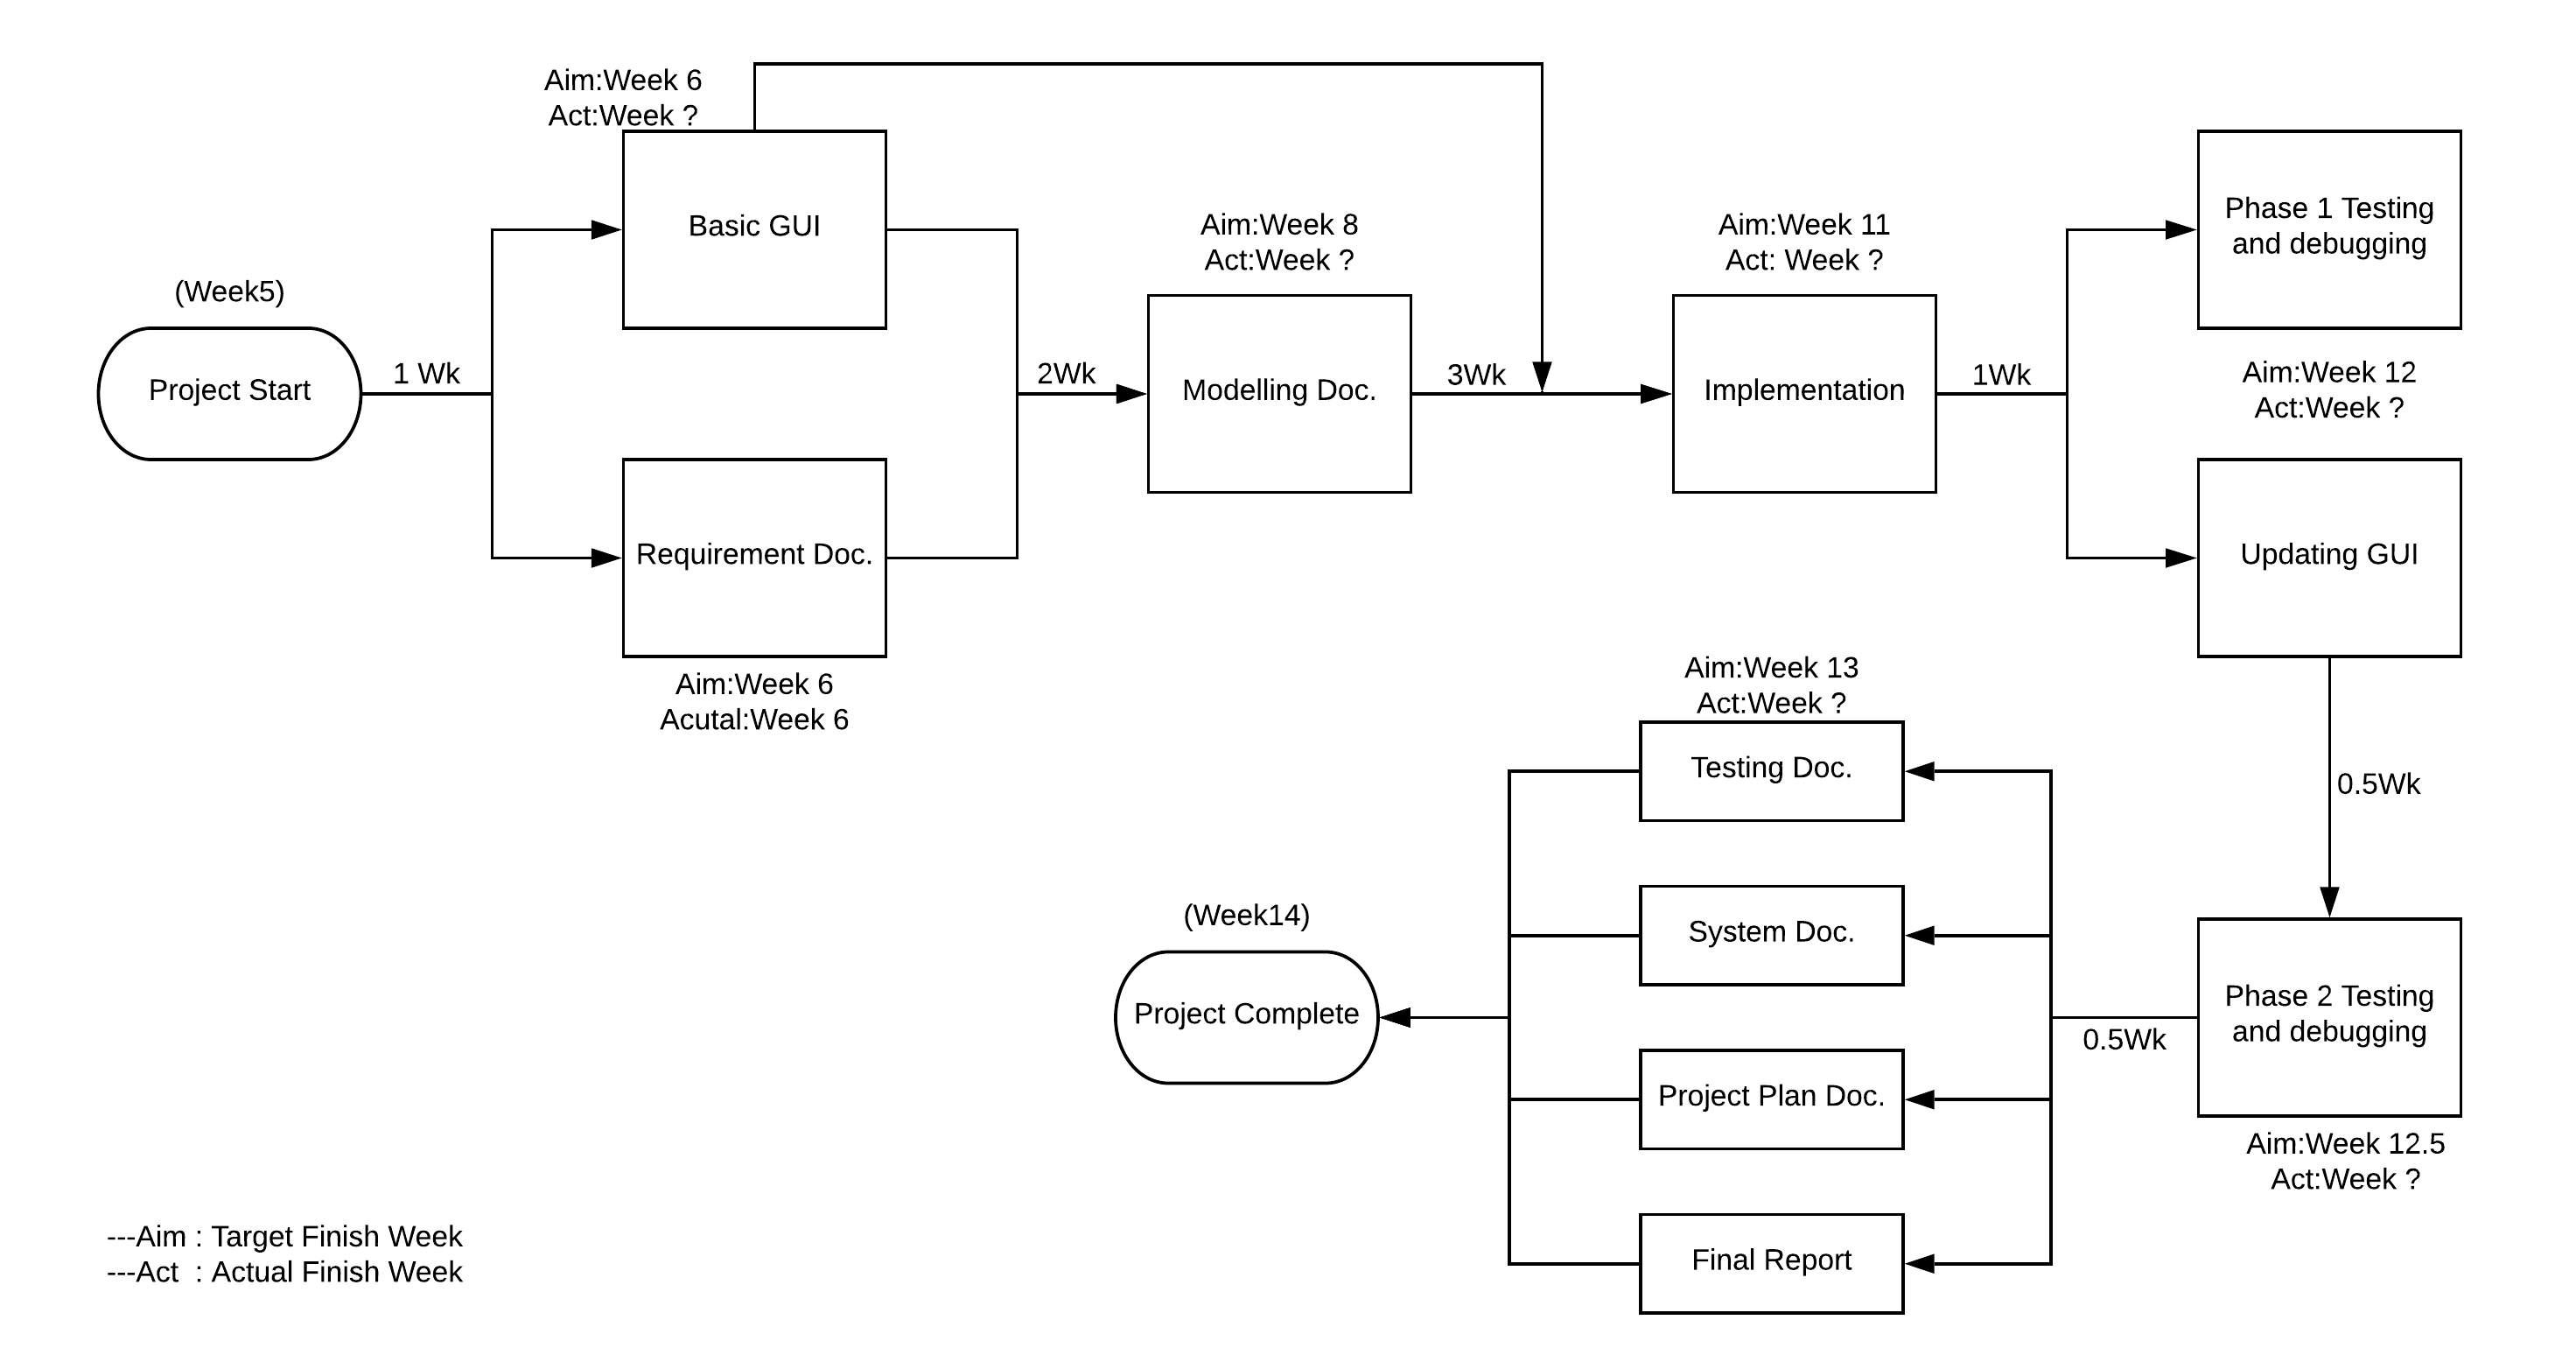 Aim:Week 6
Act:Week ?
Basic GUI
(Week5)
Project Start
1 Wk
Requirement Doc.
Aim:Week 6
Acutal:Week 6
2Wk
Aim:Week 8
Act:Week ?
Modelling Doc.
3Wk
Aim:Week 11
Act: Week ?
Implementation
1Wk
Phase 1 Testing
and debugging
Aim:Week 12
Act:Week ?
Updating GUI
0.5Wk
Phase 2 Testing
and debugging
Aim:Week 12.5
Act:Week ?
0.5Wk
Aim:Week 13
Act:Week ?
Testing Doc.
System Doc.
Project Plan Doc.
Final Report
(Week14)
Project Complete
---Aim : Target Finish Week
---Act  : Actual Finish Week